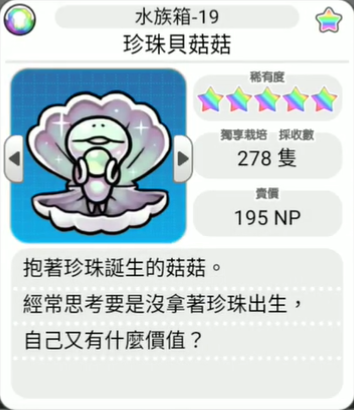 水族箱-19
珍珠貝菇菇
稀有度
獨享栽培 採收數
278 隻
賣價
195 NP
抱著珍珠誕生的菇菇。
經常思考要是沒拿著珍珠出生，
自己又有什麼價值？